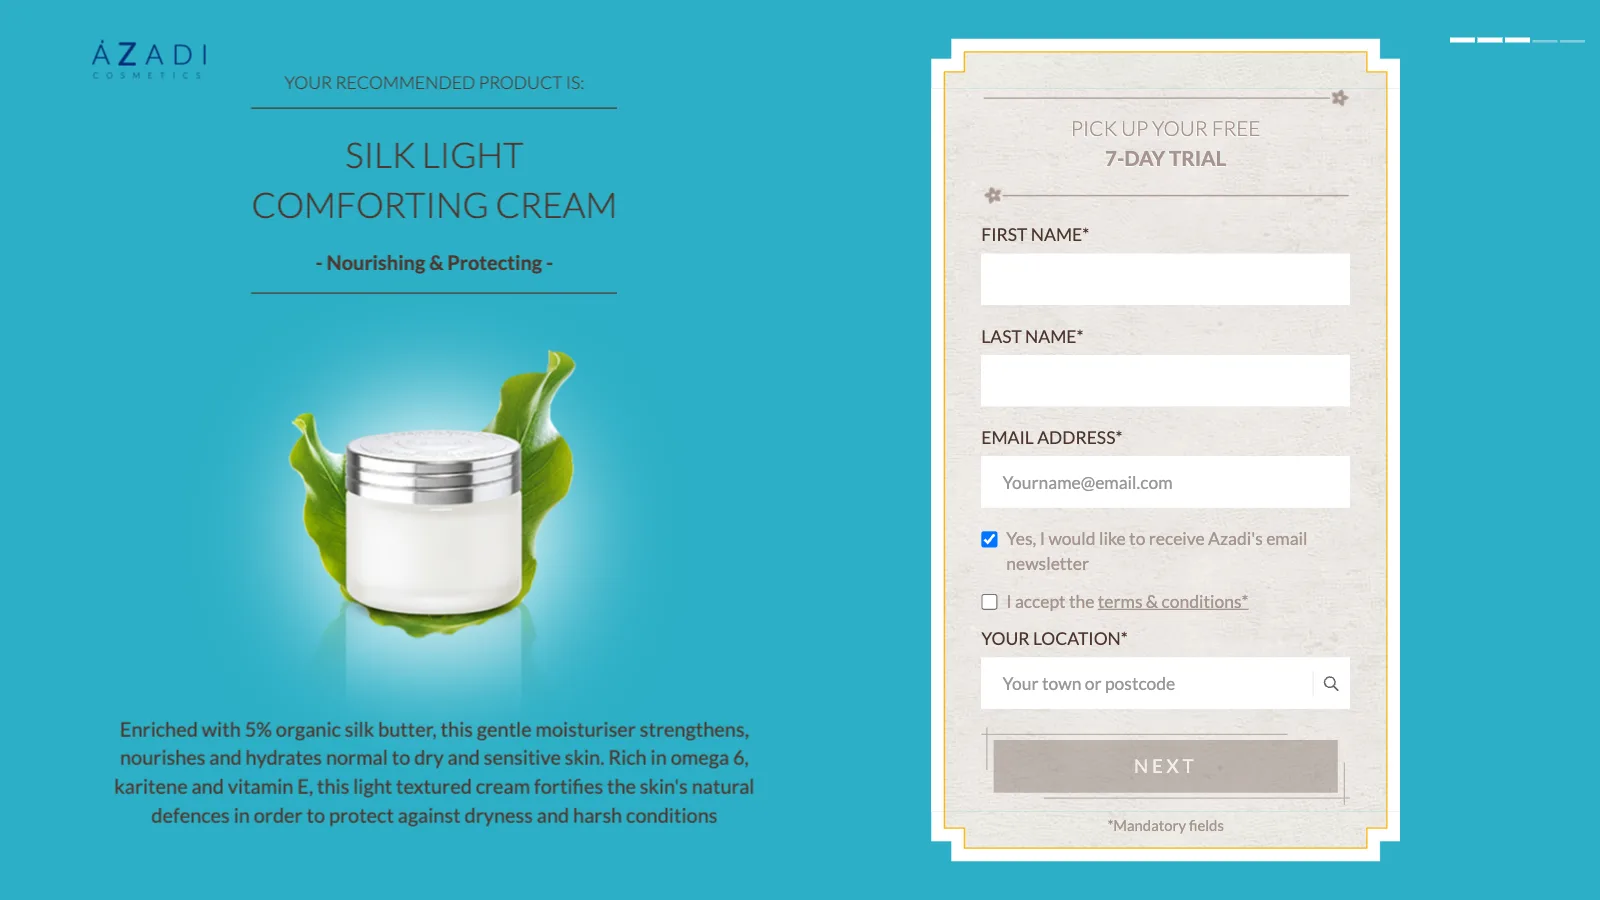 ÁZADI
COSMETICS
YOUR RECOMMENDED PRODUCT IS:
SILK LIGHT
COMFORTING CREAM
- Nourishing & Protecting -
Enriched with 5% organic silk butter, this gentle moisturiser strengthens,
nourishes and hydrates normal to dry and sensitive skin. Rich in omega 6,
karitene and vitamin E, this light textured cream fortifies the skin's natural
defences in order to protect against dryness and harsh conditions
PICK UP YOUR FREE
7-DAY TRIAL
FIRST NAME*
LAST NAME*
EMAIL ADDRESS*
Yourname@email.com
Yes, I would like to receive Azadi's email
newsletter
I accept the terms & conditions*
YOUR LOCATION*
Your town or postcode
NEXT
*Mandatory fields